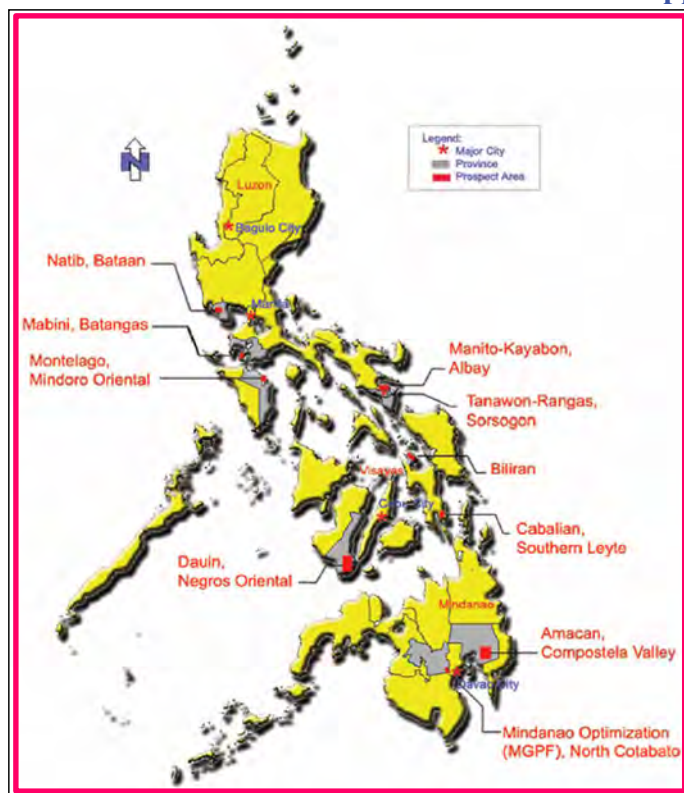 N
Legend:
Major City
Province
Prospect Area
Luzon
Baguio City
Natib, Bataan
Manila
Mabini, Batangas
Montelago,
Mindoro Oriental
Manito-Kayabon,
Albay
Tanawon-Rangas,
Sorsogon
Biliran
Visayas
Cebu City
Cabalian,
Southern Leyte
Dauin,
Negros Oriental
Mindanao
Amacan,
Compostela Valley
Davao City
Mindanao Optimization
(MGPF), North Cotabato